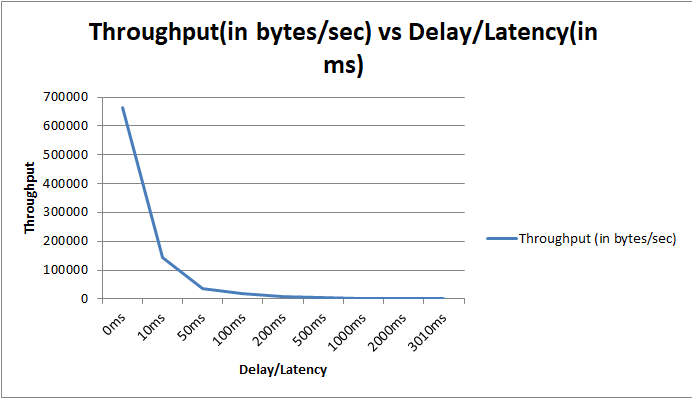 Throughput(in bytes/sec) vs Delay/Latency(in
ms)
700000
600000
500000
400000
300000
200000
100000
0
Throughput
0ms
10ms
50ms
100ms
200ms
500ms
1000ms
2000ms
3010ms
Delay/Latency
Throughput (in bytes/sec)